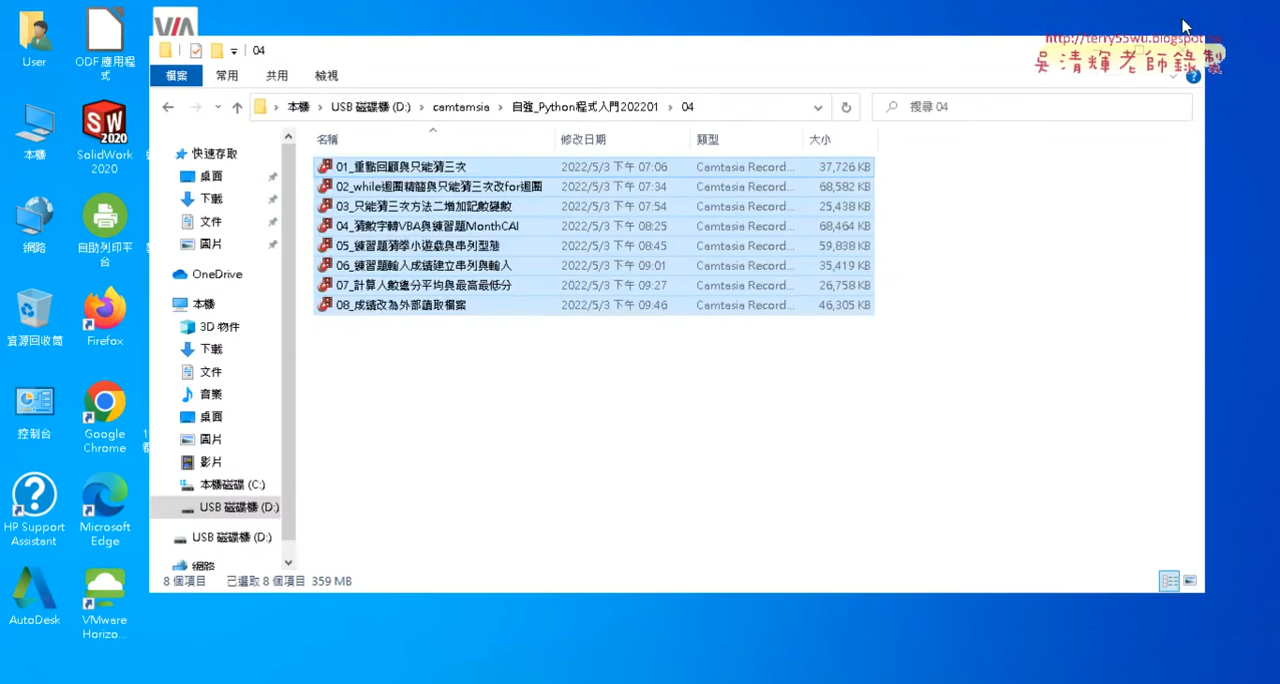 User
ODF 應用程式
本機
SolidWork 2020
網路
自助列印平台
資源回收筒
Firefox
控制台
Google Chrome
HP Support Assistant
Microsoft Edge
AutoDesk
VMware Horizo...
VIA
04
http://terry55wu.blogspot.tw
吳清輝老師錄製
檔案 常用 共用 檢視
本機 › USB 磁碟機 (D:) › camtamsia › 自強_Python程式入門202201 › 04
搜尋 04
名稱 修改日期 類型 大小
01_重點回顧與只能猜三次 2022/5/3 下午 07:06 Camtasia Record... 37,726 KB
02_while迴圈精簡與只能猜三次改for迴圈 2022/5/3 下午 07:34 Camtasia Record... 68,582 KB
03_只能猜三次方法二增加記數變數 2022/5/3 下午 07:54 Camtasia Record... 25,438 KB
04_猜數字轉VBA與練習題MonthCAl 2022/5/3 下午 08:25 Camtasia Record... 68,464 KB
05_練習題猜拳小遊戲與串列型態 2022/5/3 下午 08:45 Camtasia Record... 59,838 KB
06_練習題輸入成績建立串列與輸入 2022/5/3 下午 09:01 Camtasia Record... 35,419 KB
07_計算人數總分平均與最高最低分 2022/5/3 下午 09:27 Camtasia Record... 26,758 KB
08_成績改為外部讀取檔案 2022/5/3 下午 09:46 Camtasia Record... 46,305 KB
快速存取
桌面
下載
文件
圖片
OneDrive
本機
3D 物件
下載
文件
音樂
桌面
圖片
影片
本機磁碟 (C:)
USB 磁碟機 (D:)
USB 磁碟機 (D:)
網路
8 個項目 已選取 8 個項目 359 MB